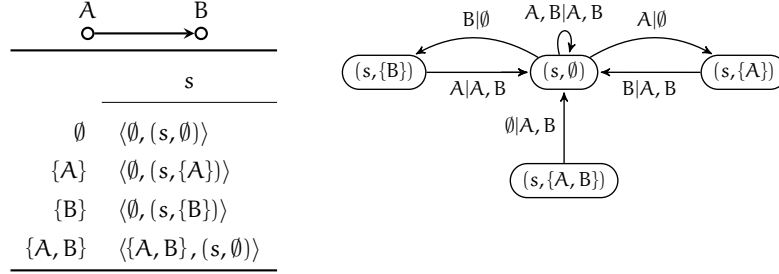 A B
s
∅ ⟨∅, (s, ∅)⟩
{A} ⟨∅, (s, {A})⟩
{B} ⟨∅, (s, {B})⟩
{A, B} ⟨{A, B}, (s, ∅)⟩
B|∅ A, B|A, B A|∅
(s, {B}) (s, ∅) (s, {A})
A|A, B B|A, B
∅|A, B
(s, {A, B})